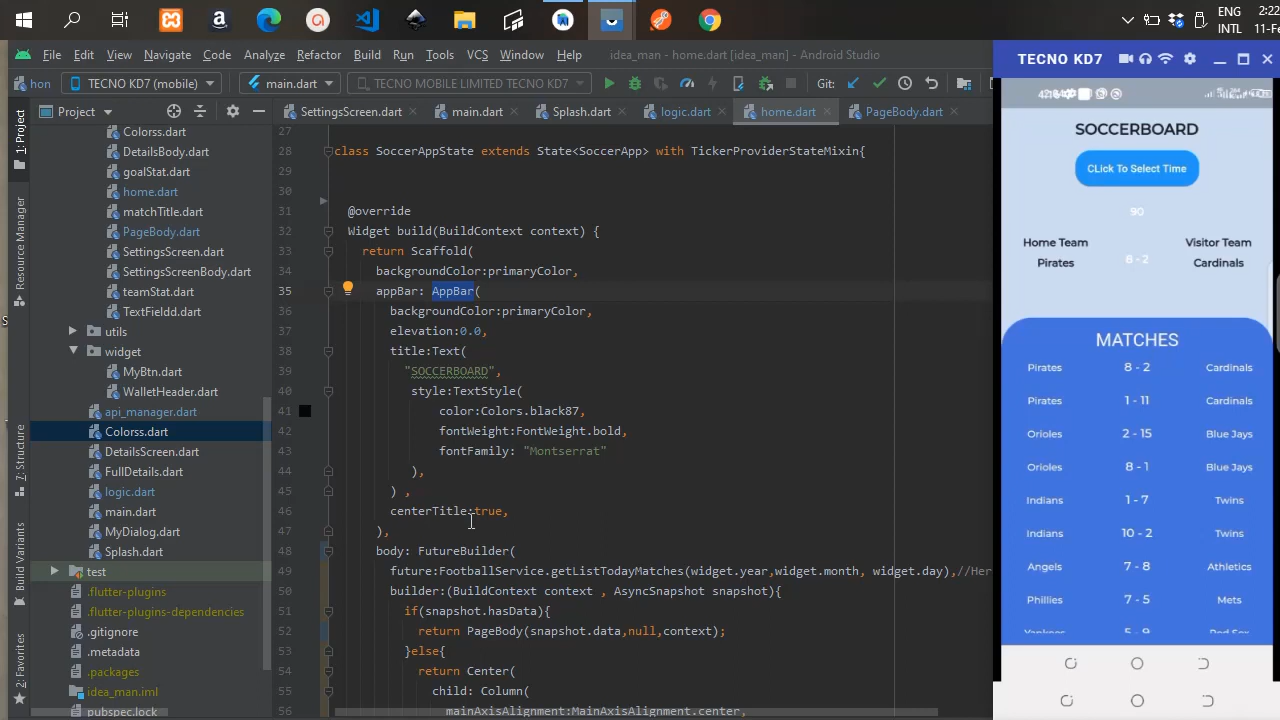 ENG
INTL
2:22
11-Fe
File Edit View Navigate Code Analyze Refactor Build Run Tools VCS Window Help idea_man - home.dart [idea_man] - Android Studio
hon TECNO KD7 (mobile) main.dart TECNO MOBILE LIMITED TECNO KD7 Git:
Project
SettingsScreen.dart main.dart Splash.dart logic.dart home.dart PageBody.dart
1: Project
Resource Manager
7: Structure
Build Variants
2: Favorites
Colorss.dart
DetailsBody.dart
goalStat.dart
home.dart
matchTitle.dart
PageBody.dart
SettingsScreen.dart
SettingsScreenBody.dart
teamStat.dart
TextFieldd.dart
utils
widget
MyBtn.dart
WalletHeader.dart
api_manager.dart
Colorss.dart
DetailsScreen.dart
FullDetails.dart
logic.dart
main.dart
MyDialog.dart
Splash.dart
test
.flutter-plugins
.flutter-plugins-dependencies
.gitignore
.metadata
.packages
idea_man.iml
pubspec.lock
27
28 class SoccerAppState extends State<SoccerApp> with TickerProviderStateMixin{
29
30
31 @override
32 Widget build(BuildContext context) {
33 return Scaffold(
34 backgroundColor:primaryColor,
35 appBar: AppBar(
36 backgroundColor:primaryColor,
37 elevation:0.0,
38 title:Text(
39 "SOCCERBOARD",
40 style:TextStyle(
41 color:Colors.black87,
42 fontWeight:FontWeight.bold,
43 fontFamily: "Montserrat"
44 ),
45 ) ,
46 centerTitle:true,
47 ),
48 body: FutureBuilder(
49 future:FootballService.getListTodayMatches(widget.year,widget.month, widget.day),//Her
50 builder:(BuildContext context , AsyncSnapshot snapshot){
51 if(snapshot.hasData){
52 return PageBody(snapshot.data,null,context);
53 }else{
54 return Center(
55 child: Column(
56 mainAxisAlignment:MainAxisAlignment.center,
TECNO KD7
SOCCERBOARD
CLick To Select Time
90
Home Team Visitor Team
Pirates 8 - 2 Cardinals
MATCHES
Pirates 8 - 2 Cardinals
Pirates 1 - 11 Cardinals
Orioles 2 - 15 Blue Jays
Orioles 8 - 1 Blue Jays
Indians 1 - 7 Twins
Indians 10 - 2 Twins
Angels 7 - 8 Athletics
Phillies 7 - 5 Mets
Yankees 5 - 9 Red Sox